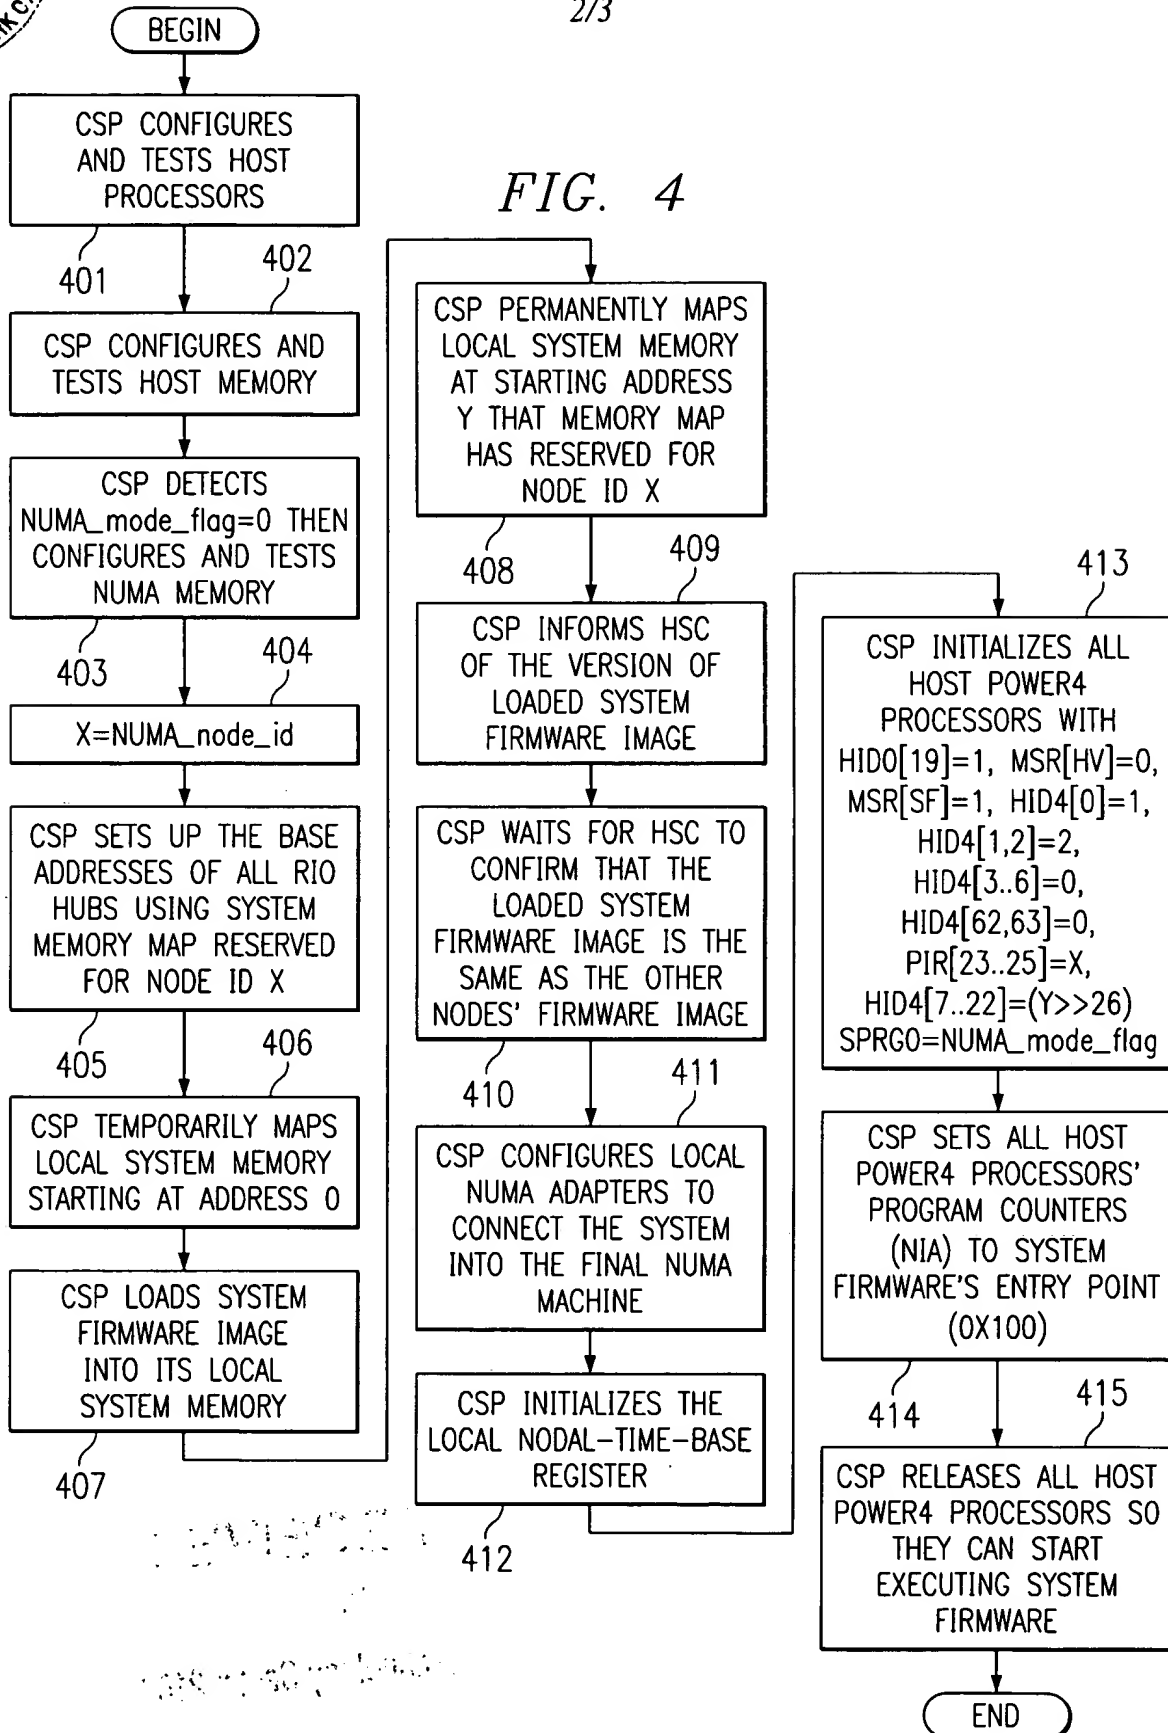 2/3
BEGIN
CSP CONFIGURES
AND TESTS HOST
PROCESSORS
401
402
CSP CONFIGURES AND
TESTS HOST MEMORY
CSP DETECTS
NUMA_mode_flag=0 THEN
CONFIGURES AND TESTS
NUMA MEMORY
403
404
X=NUMA_node_id
CSP SETS UP THE BASE
ADDRESSES OF ALL RIO
HUBS USING SYSTEM
MEMORY MAP RESERVED
FOR NODE ID X
405
406
CSP TEMPORARILY MAPS
LOCAL SYSTEM MEMORY
STARTING AT ADDRESS 0
CSP LOADS SYSTEM
FIRMWARE IMAGE
INTO ITS LOCAL
SYSTEM MEMORY
407
FIG. 4
CSP PERMANENTLY MAPS
LOCAL SYSTEM MEMORY
AT STARTING ADDRESS
Y THAT MEMORY MAP
HAS RESERVED FOR
NODE ID X
408
409
CSP INFORMS HSC
OF THE VERSION OF
LOADED SYSTEM
FIRMWARE IMAGE
CSP WAITS FOR HSC TO
CONFIRM THAT THE
LOADED SYSTEM
FIRMWARE IMAGE IS THE
SAME AS THE OTHER
NODES' FIRMWARE IMAGE
410
411
CSP CONFIGURES LOCAL
NUMA ADAPTERS TO
CONNECT THE SYSTEM
INTO THE FINAL NUMA
MACHINE
CSP INITIALIZES THE
LOCAL NODAL-TIME-BASE
REGISTER
412
413
CSP INITIALIZES ALL
HOST POWER4
PROCESSORS WITH
HID0[19]=1, MSR[HV]=0,
MSR[SF]=1, HID4[0]=1,
HID4[1,2]=2,
HID4[3..6]=0,
HID4[62,63]=0,
PIR[23..25]=X,
HID4[7..22]=(Y>>26)
SPRG0=NUMA_mode_flag
CSP SETS ALL HOST
POWER4 PROCESSORS'
PROGRAM COUNTERS
(NIA) TO SYSTEM
FIRMWARE'S ENTRY POINT
(0X100)
414
415
CSP RELEASES ALL HOST
POWER4 PROCESSORS SO
THEY CAN START
EXECUTING SYSTEM
FIRMWARE
END